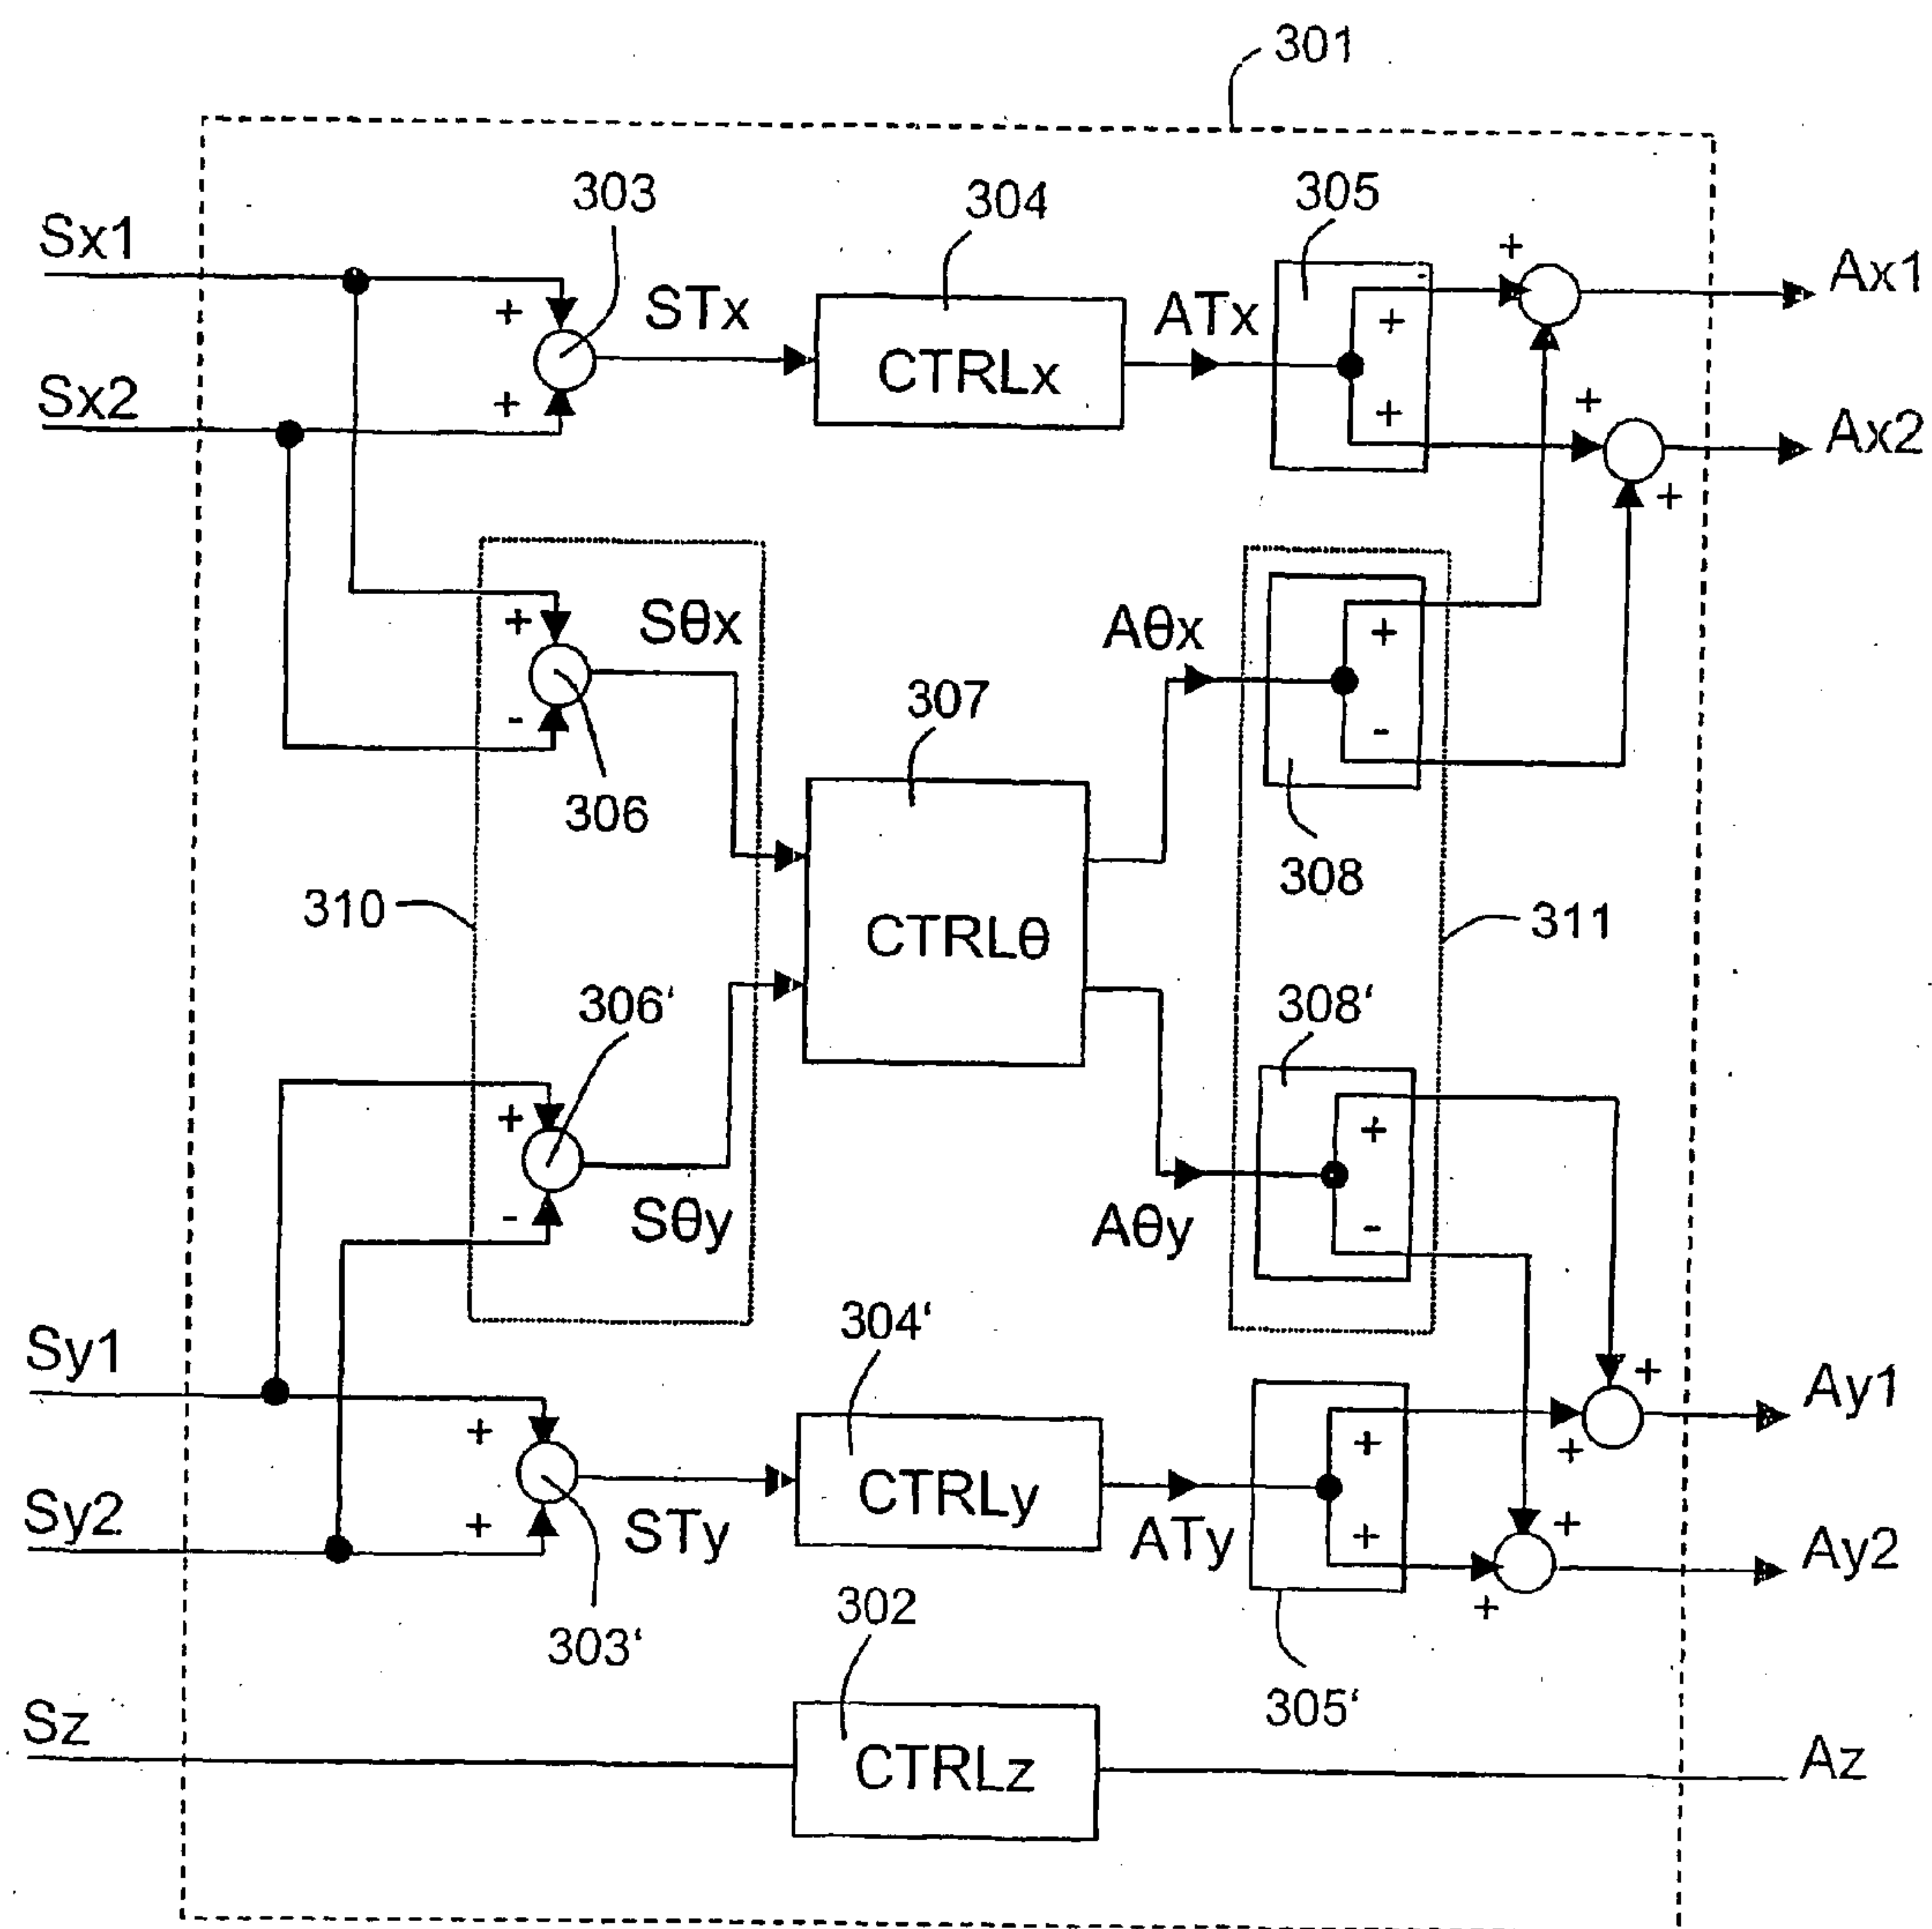 301
303
304
305
Sx1
+
STx
CTRLx
ATx
+
+
Ax1
Sx2
+
+
+
Ax2
+
+
Sθx
-
306
Aθx
+
-
308
307
CTRLθ
310
311
306‘
+
-
Sθy
308‘
+
-
Aθy
Sy1
+
STy
304‘
CTRLy
ATy
+
+
+
+
Ay1
Sy2
+
303‘
+
+
Ay2
305‘
302
Sz
CTRLz
Az